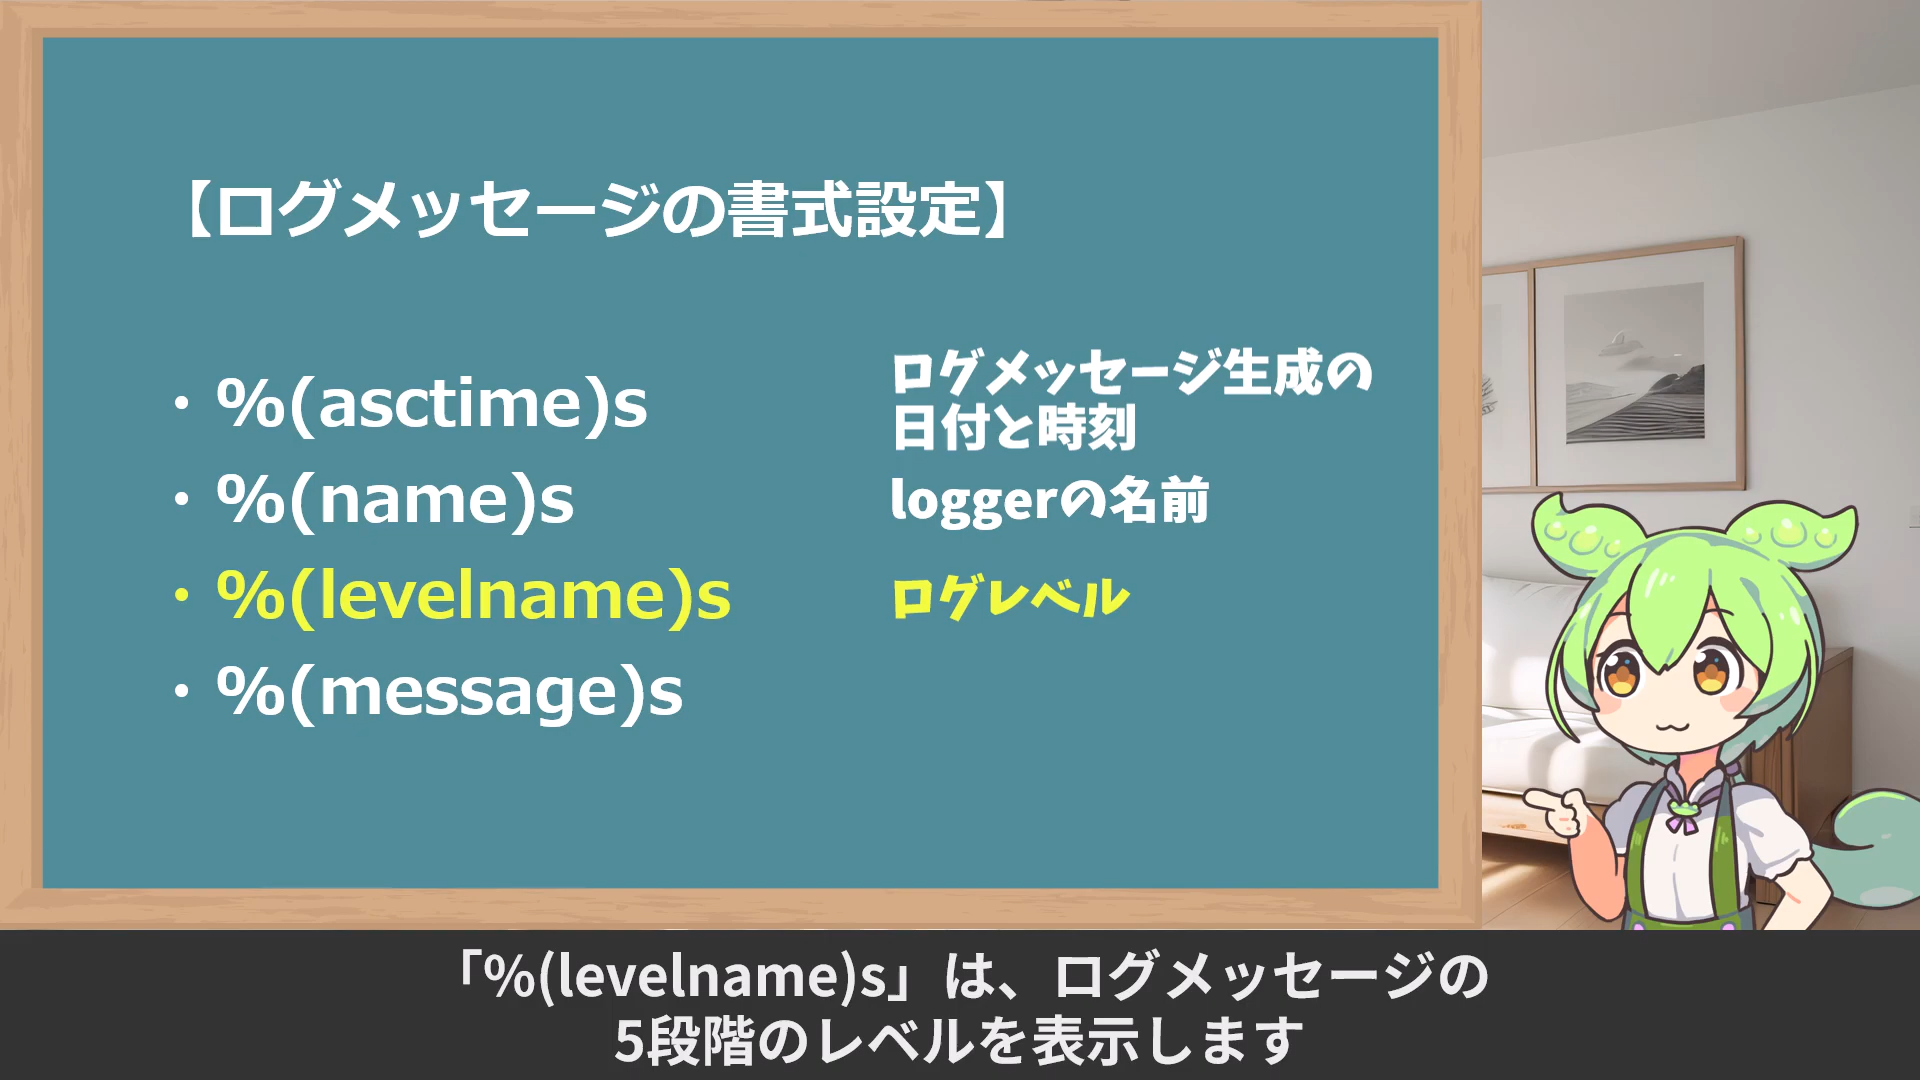 【ログメッセージの書式設定】
・%(asctime)s
ログメッセージ生成の
日付と時刻
・%(name)s
loggerの名前
・%(levelname)s
ログレベル
・%(message)s
「%(levelname)s」は、ログメッセージの
5段階のレベルを表示します